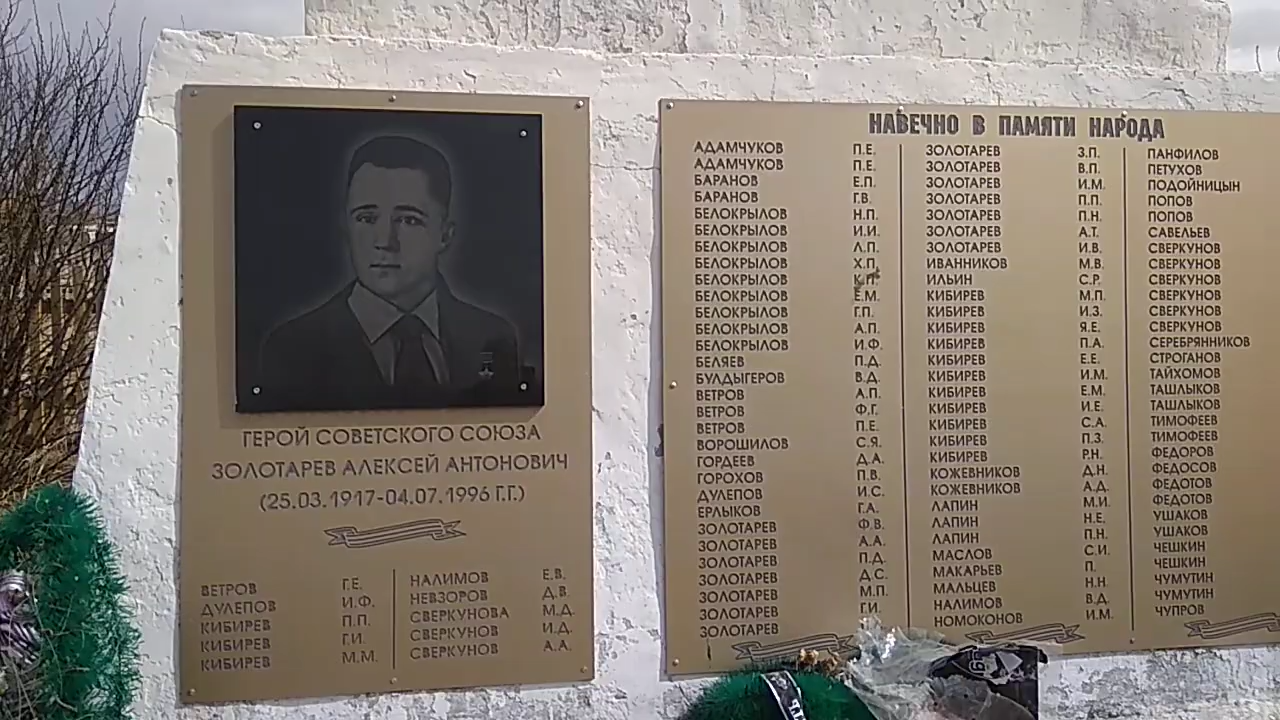 ГЕРОЙ СОВЕТСКОГО СОЮЗА
ЗОЛОТАРЕВ АЛЕКСЕЙ АНТОНОВИЧ
(25.03.1917-04.07.1996 Г.Г.)
ВЕТРОВ Г.Е.
ДУЛЕПОВ И.Ф.
КИБИРЕВ П.П.
КИБИРЕВ Г.И.
КИБИРЕВ М.М.
НАЛИМОВ Е.В.
НЕВЗОРОВ Д.В.
СВЕРКУНОВА М.Д.
СВЕРКУНОВ И.Д.
СВЕРКУНОВ А.А.
НАВЕЧНО В ПАМЯТИ НАРОДА
АДАМЧУКОВ П.Е.
АДАМЧУКОВ П.Е.
БАРАНОВ Е.П.
БАРАНОВ Г.В.
БЕЛОКРЫЛОВ Н.П.
БЕЛОКРЫЛОВ И.И.
БЕЛОКРЫЛОВ Л.П.
БЕЛОКРЫЛОВ Х.П.
БЕЛОКРЫЛОВ К.П.
БЕЛОКРЫЛОВ Е.М.
БЕЛОКРЫЛОВ Г.П.
БЕЛОКРЫЛОВ А.П.
БЕЛОКРЫЛОВ И.Ф.
БЕЛЯЕВ П.Д.
БУЛДЫГЕРОВ В.Д.
ВЕТРОВ А.П.
ВЕТРОВ Ф.Г.
ВЕТРОВ П.Е.
ВОРОШИЛОВ С.Я.
ГОРДЕЕВ Д.А.
ГОРОХОВ П.В.
ДУЛЕПОВ И.С.
ЕРЛЫКОВ Г.А.
ЗОЛОТАРЕВ Ф.В.
ЗОЛОТАРЕВ А.А.
ЗОЛОТАРЕВ П.Д.
ЗОЛОТАРЕВ Д.С.
ЗОЛОТАРЕВ М.П.
ЗОЛОТАРЕВ Г.И.
ЗОЛОТАРЕВ
ЗОЛОТАРЕВ З.П.
ЗОЛОТАРЕВ В.П.
ЗОЛОТАРЕВ И.М.
ЗОЛОТАРЕВ П.П.
ЗОЛОТАРЕВ П.Н.
ЗОЛОТАРЕВ А.Т.
ЗОЛОТАРЕВ И.В.
ИВАННИКОВ М.В.
ИЛЬИН С.Р.
КИБИРЕВ М.П.
КИБИРЕВ И.З.
КИБИРЕВ Я.Е.
КИБИРЕВ П.А.
КИБИРЕВ Е.Е.
КИБИРЕВ И.М.
КИБИРЕВ Е.М.
КИБИРЕВ И.Е.
КИБИРЕВ С.А.
КИБИРЕВ П.З.
КИБИРЕВ Р.Н.
КОЖЕВНИКОВ Д.Н.
КОЖЕВНИКОВ А.Д.
ЛАПИН М.И.
ЛАПИН Н.Е.
ЛАПИН П.Н.
МАСЛОВ С.И.
МАКАРЬЕВ П.
МАЛЬЦЕВ Н.Н.
НАЛИМОВ В.Д.
НОМОКОНОВ И.М.
ПАНФИЛОВ
ПЕТУХОВ
ПОДОЙНИЦЫН
ПОПОВ
ПОПОВ
САВЕЛЬЕВ
СВЕРКУНОВ
СВЕРКУНОВ
СВЕРКУНОВ
СВЕРКУНОВ
СВЕРКУНОВ
СВЕРКУНОВ
СЕРЕБРЯННИКОВ
СТРОГАНОВ
ТАЙХОМОВ
ТАШЛЫКОВ
ТАШЛЫКОВ
ТИМОФЕЕВ
ТИМОФЕЕВ
ФЕДОРОВ
ФЕДОСОВ
ФЕДОТОВ
ФЕДОТОВ
УШАКОВ
УШАКОВ
ЧЕШКИН
ЧЕШКИН
ЧУМУТИН
ЧУМУТИН
ЧУПРОВ